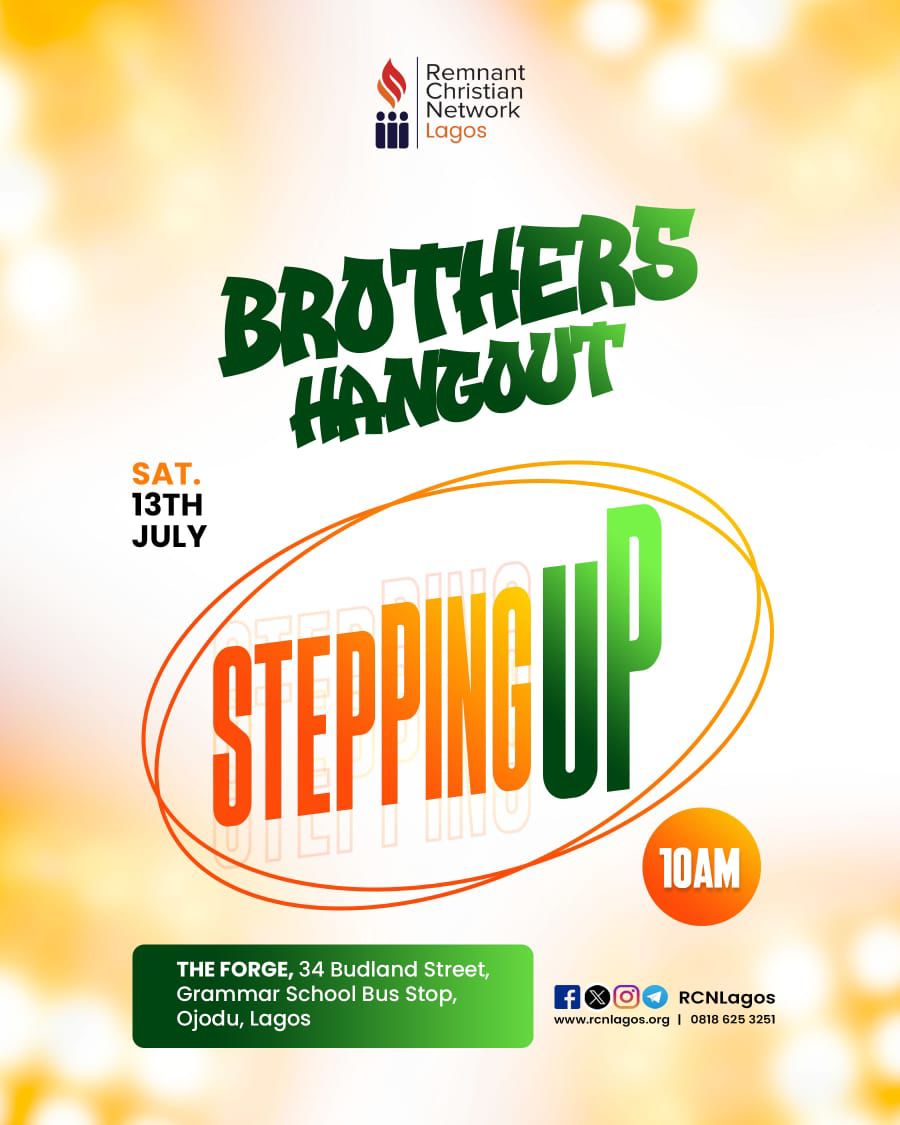 Remnant
Christian
Network
Lagos
BROTHERS
HANGOUT
SAT.
13TH
JULY
STEPPING UP
10AM
THE FORGE, 34 Budland Street,
Grammar School Bus Stop,
Ojodu, Lagos
RCNLagos
www.rcnlagos.org | 0818 625 3251